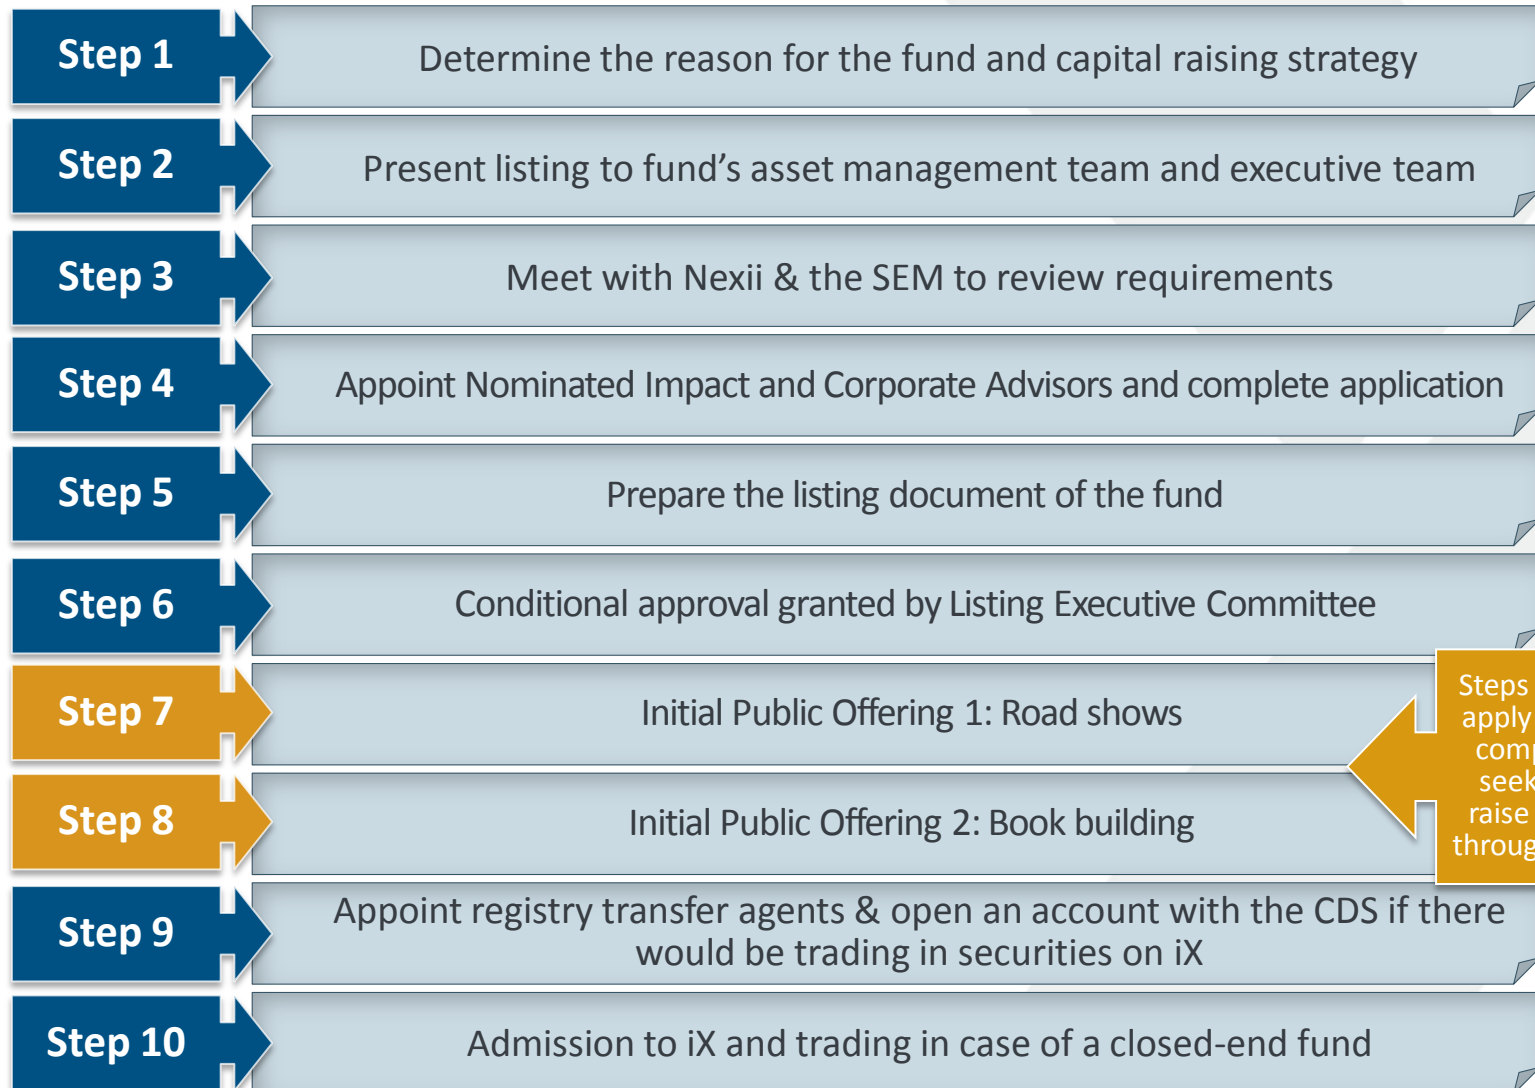 Step 1
Determine the reason for the fund and capital raising strategy
Step 2
Present listing to fund's asset management team and executive team
Step 3
Meet with Nexii & the SEM to review requirements
Step 4
Appoint Nominated Impact and Corporate Advisors and complete application
Step 5
Prepare the listing document of the fund
Step 6
Conditional approval granted by Listing Executive Committee
Step 7
Initial Public Offering 1: Road shows
Step 8
Initial Public Offering 2: Book building
Steps
apply
raise
Step 9
Appoint registry transfer agents & open an account with the CDS if there
would be trading in securities on iX
Step 10
Admission to iX and trading in case of a closed-end fund